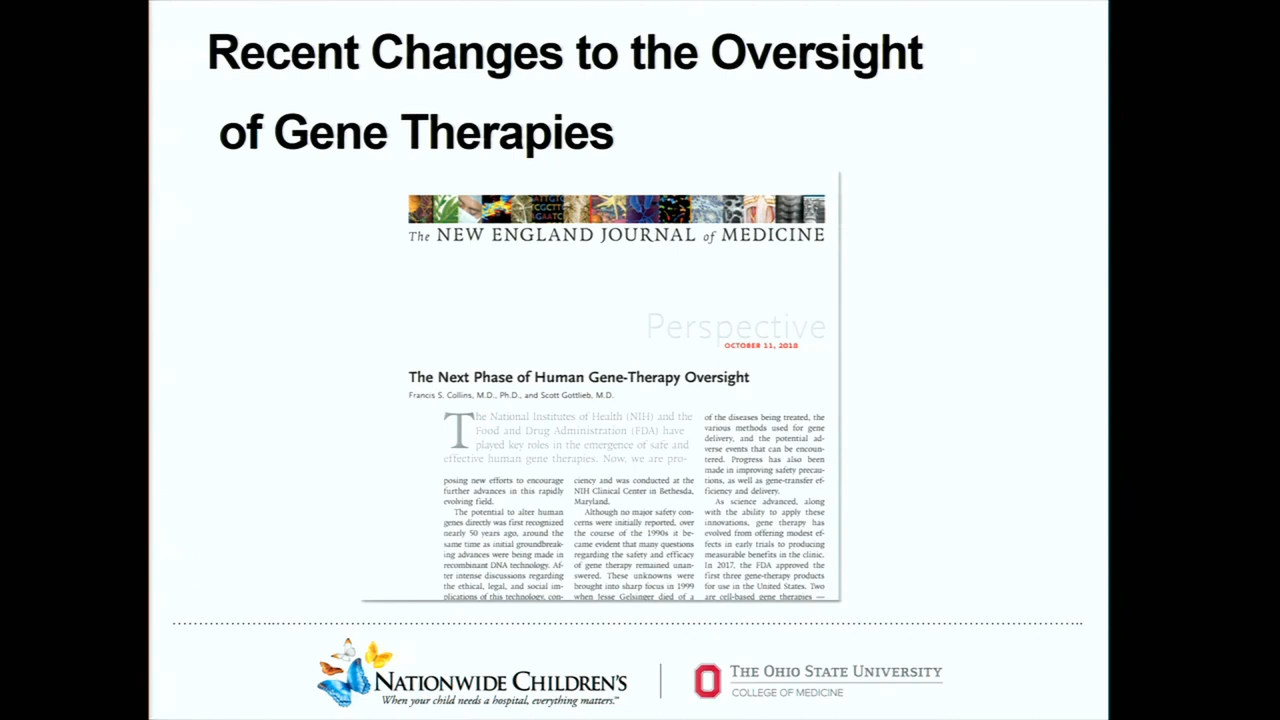 Recent Changes to the Oversight
of Gene Therapies
ATTGTG
TCGCTT
AGAATC
The NEW ENGLAND JOURNAL of MEDICINE
Perspective
OCTOBER 11, 2018
The Next Phase of Human Gene-Therapy Oversight
Francis S. Collins, M.D., Ph.D., and Scott Gottlieb, M.D.
The National Institutes of Health (NIH) and the
Food and Drug Administration (FDA) have
played key roles in the emergence of safe and
effective human gene therapies. Now, we are pro-
posing new efforts to encourage
further advances in this rapidly
evolving field.
The potential to alter human
genes directly was first recognized
nearly 50 years ago, around the
same time as initial groundbreak-
ing advances were being made in
recombinant DNA technology. Af-
ter intense discussions regarding
the ethical, legal, and social im-
plications of this technology, con-
ciency and was conducted at the
NIH Clinical Center in Bethesda,
Maryland.
Although no major safety con-
cerns were initially reported, over
the course of the 1990s it be-
came evident that many questions
regarding the safety and efficacy
of gene therapy remained unan-
swered. These unknowns were
brought into sharp focus in 1999
when Jesse Gelsinger died of a
of the diseases being treated, the
various methods used for gene
delivery, and the potential ad-
verse events that can be encoun-
tered. Progress has also been
made in improving safety precau-
tions, as well as gene-transfer ef-
ficiency and delivery.
As science advanced, along
with the ability to apply these
innovations, gene therapy has
evolved from offering modest ef-
fects in early trials to producing
measurable benefits in the clinic.
In 2017, the FDA approved the
first three gene-therapy products
for use in the United States. Two
are cell-based gene therapies —
NATIONWIDE CHILDREN'S
When your child needs a hospital, everything matters.™
THE OHIO STATE UNIVERSITY
COLLEGE OF MEDICINE